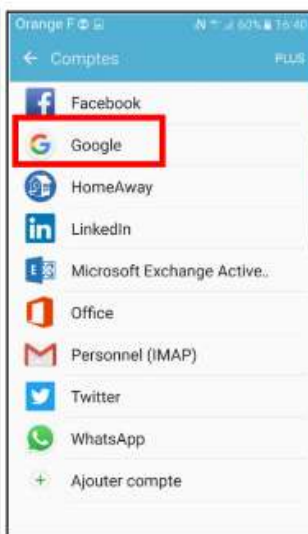 Orange F
60% 16:40
← Comptes
PLUS
Facebook
Google
HomeAway
LinkedIn
Microsoft Exchange Active..
Office
Personnel (IMAP)
Twitter
WhatsApp
+ Ajouter compte